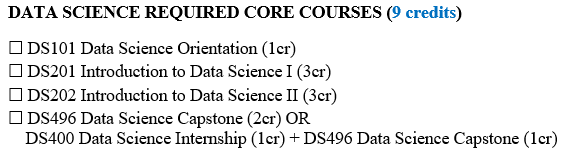 DATA SCIENCE REQUIRED CORE COURSES (9 credits)
☐ DS101 Data Science Orientation (1cr)
☐ DS201 Introduction to Data Science I (3cr)
☐ DS202 Introduction to Data Science II (3cr)
☐ DS496 Data Science Capstone (2cr) OR
DS400 Data Science Internship (1cr) + DS496 Data Science Capstone (1cr)